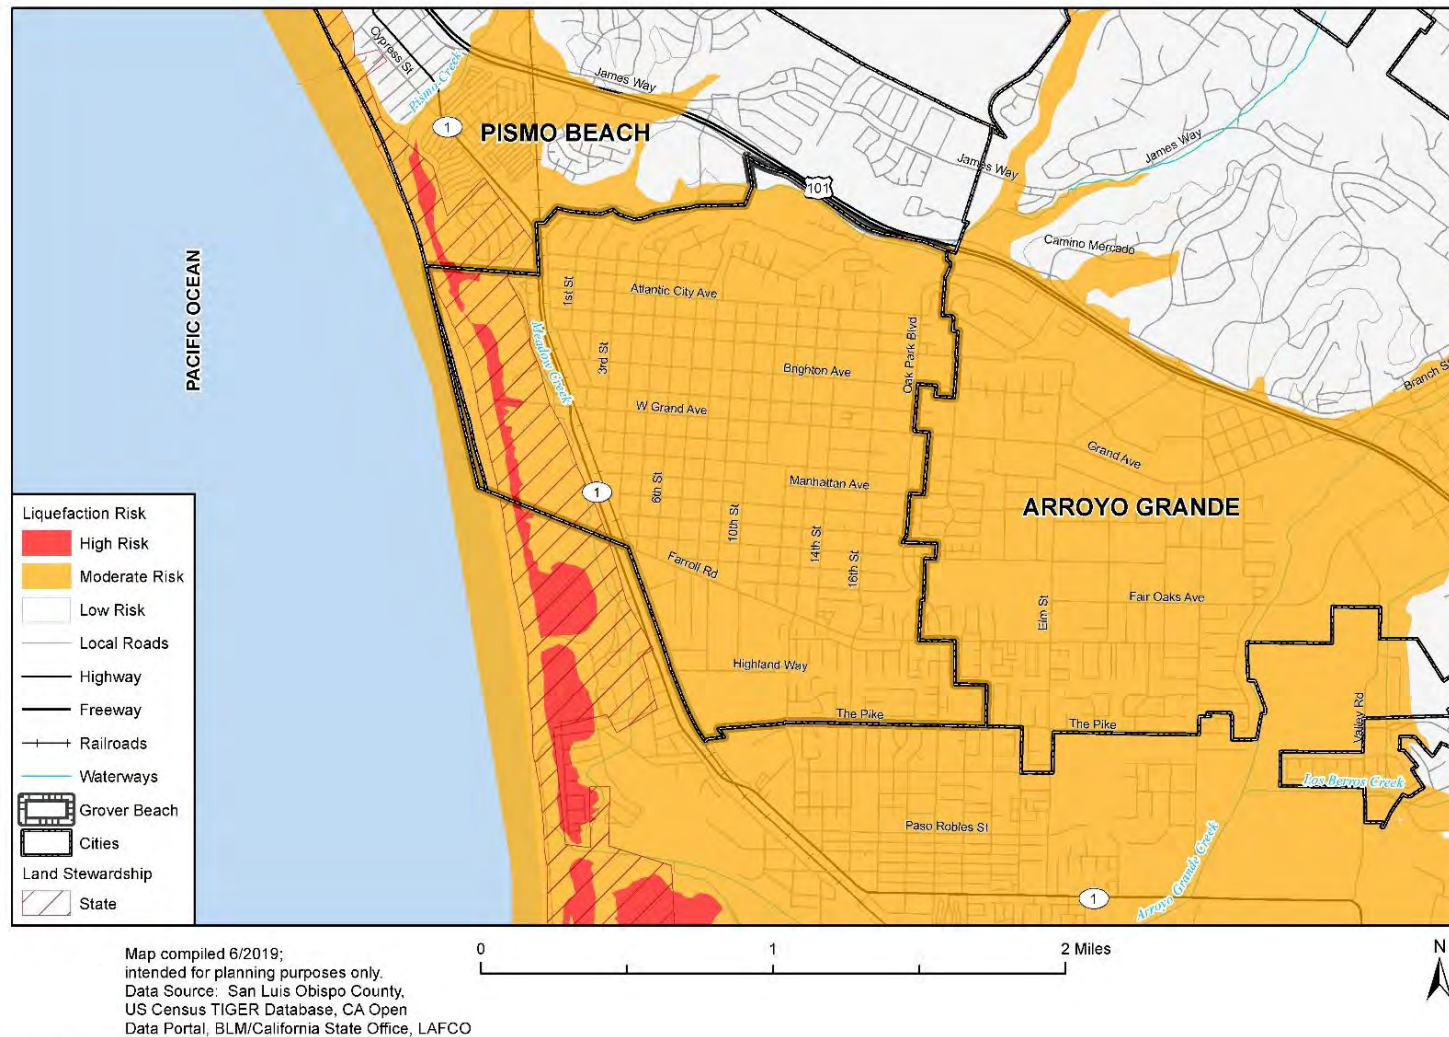 Cypress St
Pismo Creek
James Way
1
PISMO BEACH
James Way
James Way
101
Camino Mercado
PACIFIC OCEAN
1st St
Atlantic City Ave
Meadow Creek
3rd St
Brighton Ave
Oak Park Blvd
Branch St
W Grand Ave
Grand Ave
6th St
Manhattan Ave
1
10th St
ARROYO GRANDE
14th St
16th St
Farroll Rd
Elm St
Fair Oaks Ave
Highland Way
The Pike
The Pike
Valley Rd
Los Berros Creek
Paso Robles St
Arroyo Grande Creek
1
Liquefaction Risk
High Risk
Moderate Risk
Low Risk
Local Roads
Highway
Freeway
Railroads
Waterways
Grover Beach
Cities
Land Stewardship
State
Map compiled 6/2019;
intended for planning purposes only.
Data Source: San Luis Obispo County,
US Census TIGER Database, CA Open
Data Portal, BLM/California State Office, LAFCO
0 1 2 Miles
N